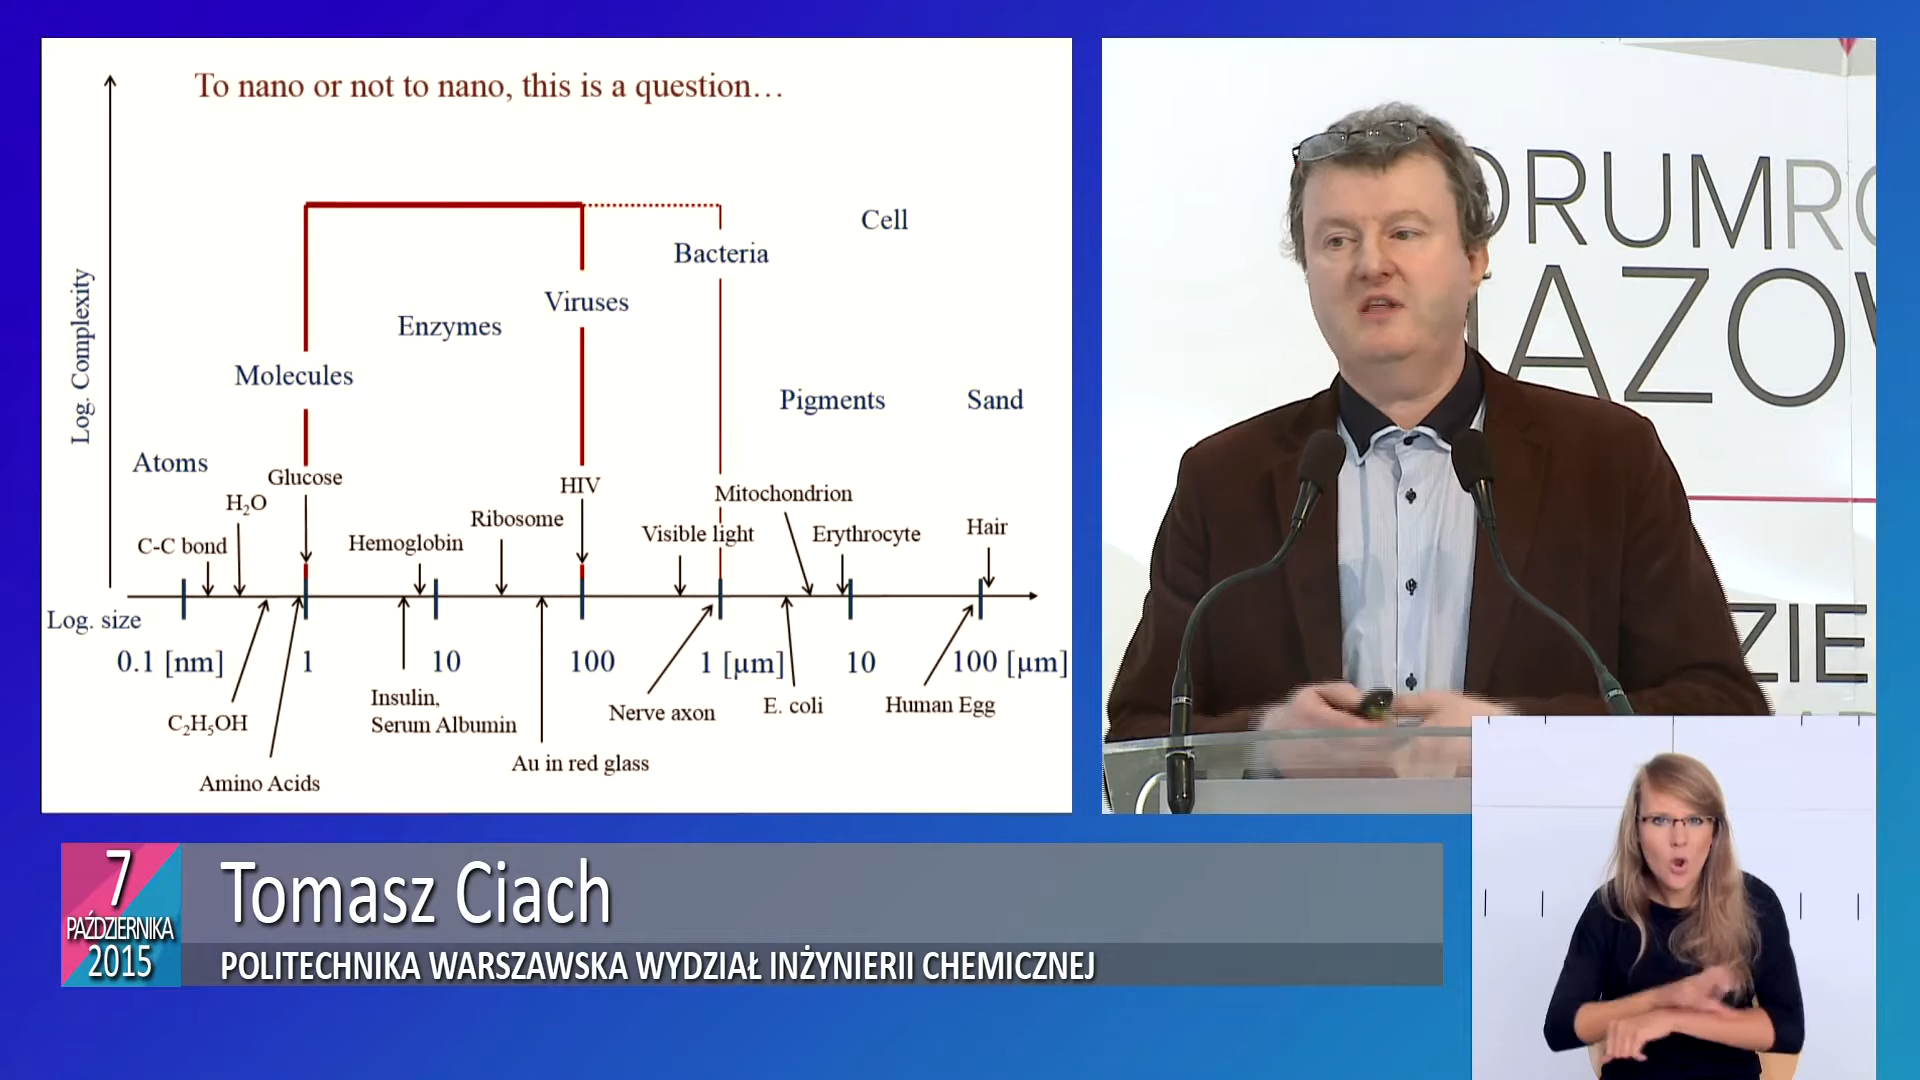 To nano or not to nano, this is a question…
Log. Complexity
Cell
Bacteria
Viruses
Enzymes
Molecules
Pigments
Sand
Atoms
Glucose
HIV
Mitochondrion
H₂O
Ribosome
Hair
C-C bond
Hemoglobin
Visible light
Erythrocyte
Log. size
0.1 [nm]
1
10
100
1 [µm]
10
100 [µm]
C₂H₅OH
Insulin,
Serum Albumin
Nerve axon
E. coli
Human Egg
Au in red glass
Amino Acids
ORUMRO
AZOW
ZIE
7
PAŹDZIERNIKA
2015
Tomasz Ciach
POLITECHNIKA WARSZAWSKA WYDZIAŁ INŻYNIERII CHEMICZNEJ